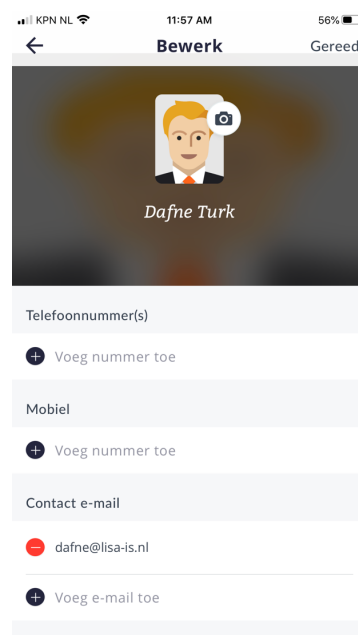 KPN NL 11:57 AM 56%
Bewerk Gereed
Dafne Turk
Telefoonnummer(s)
Voeg nummer toe
Mobiel
Voeg nummer toe
Contact e-mail
dafne@lisa-is.nl
Voeg e-mail toe